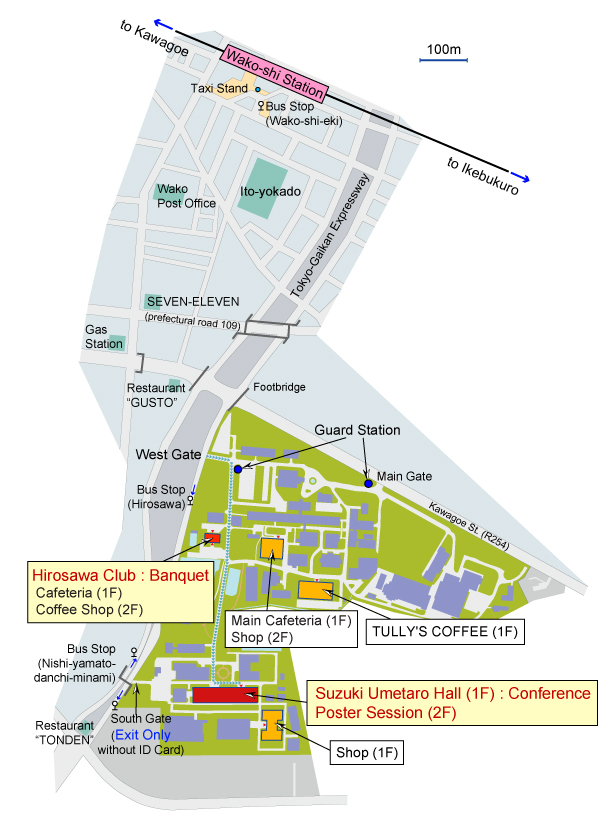 to Kawagoe
100m
Wako-shi Station
Taxi Stand
Bus Stop
(Wako-shi-eki)
to Ikebukuro
Wako
Post Office
Ito-yokado
Tokyo-Gaikan Expressway
SEVEN-ELEVEN
(prefectural road 109)
Gas
Station
Restaurant
“GUSTO”
Footbridge
Guard Station
West Gate
Main Gate
Bus Stop
(Hirosawa)
Kawagoe St. (R254)
Hirosawa Club : Banquet
Cafeteria (1F)
Coffee Shop (2F)
Main Cafeteria (1F)
Shop (2F)
TULLY'S COFFEE (1F)
Bus Stop
(Nishi-yamato-
danchi-minami)
Suzuki Umetaro Hall (1F) : Conference
Poster Session (2F)
Restaurant
“TONDEN”
South Gate
(Exit Only
without ID Card)
Shop (1F)